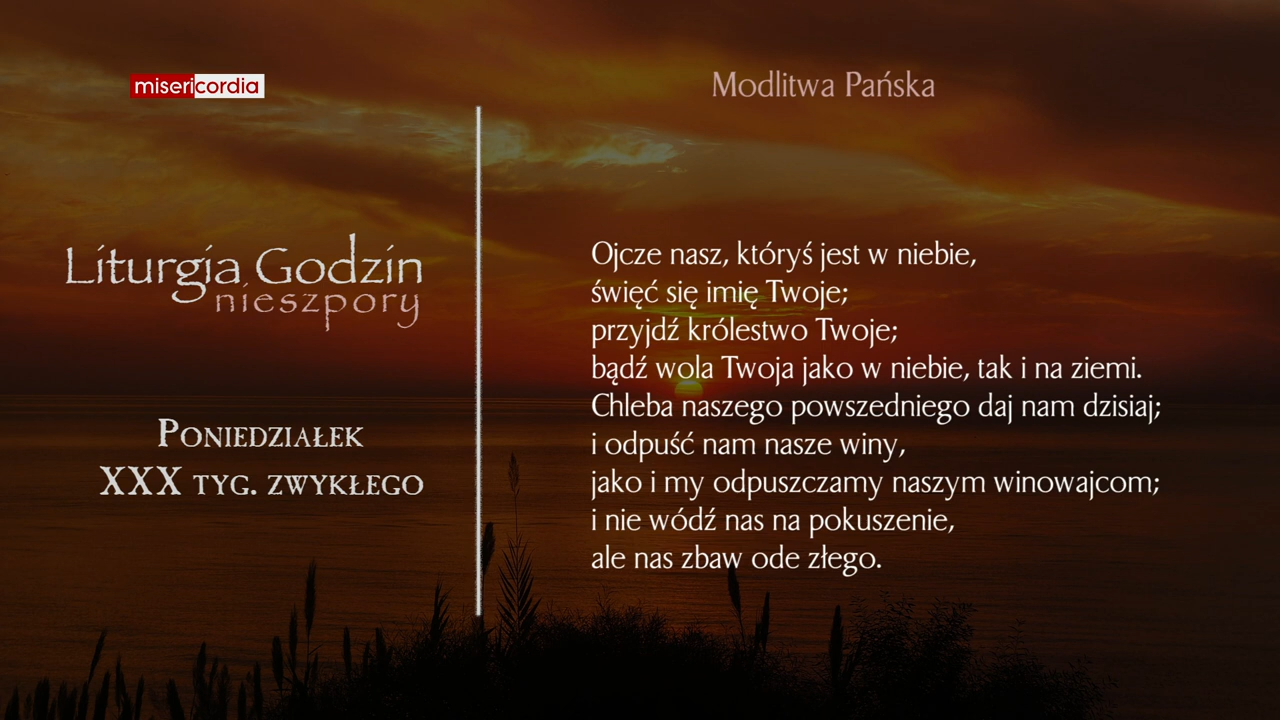 misericordia
Liturgia Godzin
nieszpory
Poniedziałek
XXX tyg. zwykłego
Modlitwa Pańska
Ojcze nasz, któryś jest w niebie,
święć się imię Twoje;
przyjdź królestwo Twoje;
bądź wola Twoja jako w niebie, tak i na ziemi.
Chleba naszego powszedniego daj nam dzisiaj;
i odpuść nam nasze winy,
jako i my odpuszczamy naszym winowajcom;
i nie wódź nas na pokuszenie,
ale nas zbaw ode złego.